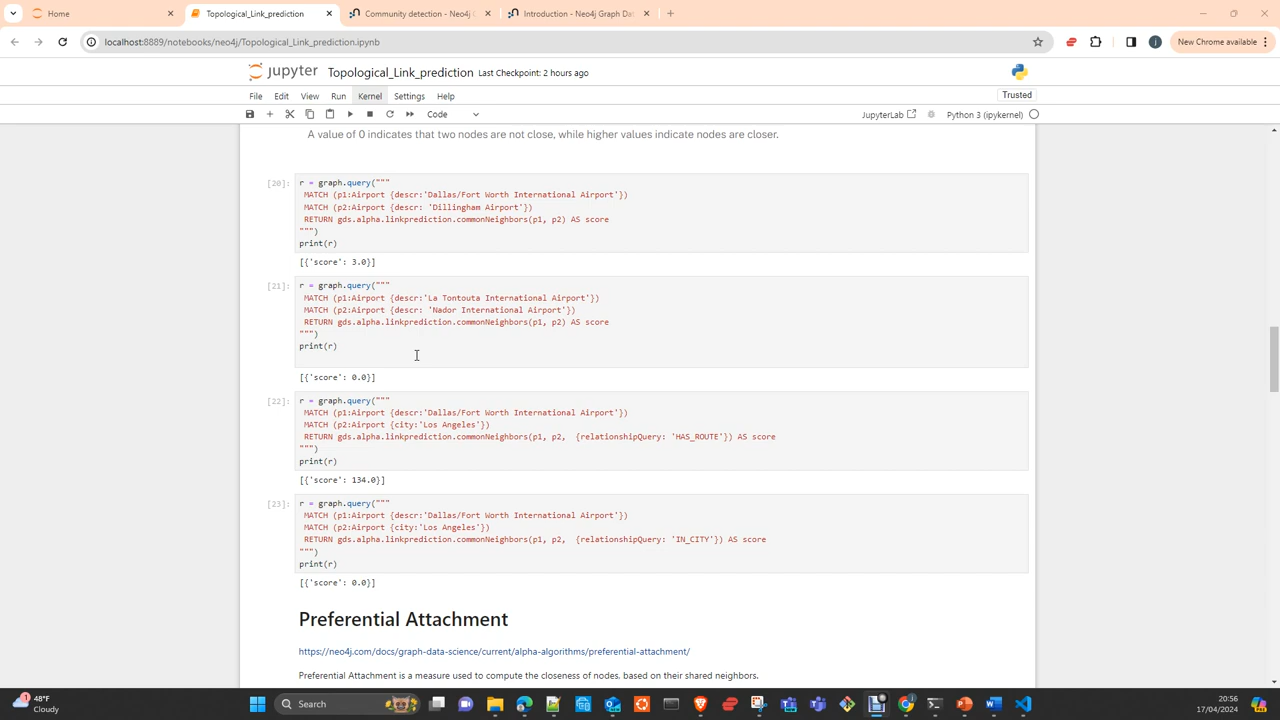 Home
Topological_Link_prediction
Community detection - Neo4j G
Introduction - Neo4j Graph Dat
localhost:8889/notebooks/neo4j/Topological_Link_prediction.ipynb
New Chrome available
jupyter Topological_Link_prediction Last Checkpoint: 2 hours ago
File Edit View Run Kernel Settings Help
Trusted
Code
JupyterLab
Python 3 (ipykernel)
A value of 0 indicates that two nodes are not close, while higher values indicate nodes are closer.
[20]: r = graph.query("""
MATCH (p1:Airport {descr:'Dallas/Fort Worth International Airport'})
MATCH (p2:Airport {descr: 'Dillingham Airport'})
RETURN gds.alpha.linkprediction.commonNeighbors(p1, p2) AS score
""")
print(r)
[{'score': 3.0}]
[21]: r = graph.query("""
MATCH (p1:Airport {descr:'La Tontouta International Airport'})
MATCH (p2:Airport {descr: 'Nador International Airport'})
RETURN gds.alpha.linkprediction.commonNeighbors(p1, p2) AS score
""")
print(r)
[{'score': 0.0}]
[22]: r = graph.query("""
MATCH (p1:Airport {descr:'Dallas/Fort Worth International Airport'})
MATCH (p2:Airport {city:'Los Angeles'})
RETURN gds.alpha.linkprediction.commonNeighbors(p1, p2,  {relationshipQuery: 'HAS_ROUTE'}) AS score
""")
print(r)
[{'score': 134.0}]
[23]: r = graph.query("""
MATCH (p1:Airport {descr:'Dallas/Fort Worth International Airport'})
MATCH (p2:Airport {city:'Los Angeles'})
RETURN gds.alpha.linkprediction.commonNeighbors(p1, p2,  {relationshipQuery: 'IN_CITY'}) AS score
""")
print(r)
[{'score': 0.0}]
Preferential Attachment
https://neo4j.com/docs/graph-data-science/current/alpha-algorithms/preferential-attachment/
Preferential Attachment is a measure used to compute the closeness of nodes, based on their shared neighbors.
48°F
Cloudy
Search
20:56
17/04/2024